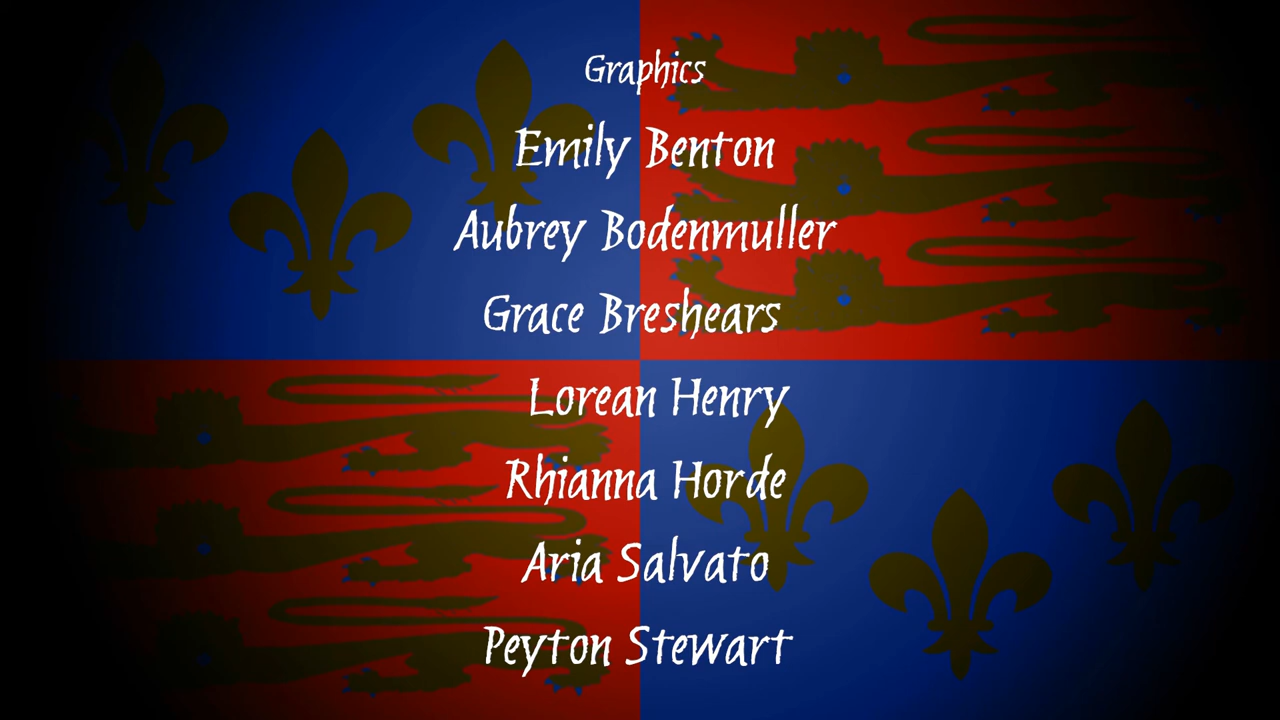 Graphics
Emily Benton
Aubrey Bodenmuller
Grace Breshears
Lorean Henry
Rhianna Horde
Aria Salvato
Peyton Stewart